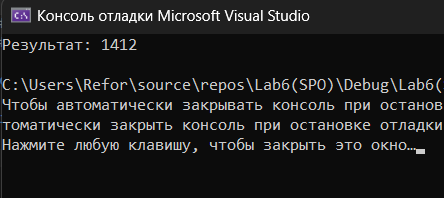 Консоль отладки Microsoft Visual Studio
Результат: 1412
C:\Users\Refor\source\repos\Lab6(SPO)\Debug\Lab6(
Чтобы автоматически закрывать консоль при останов
томатически закрыть консоль при остановке отладки
Нажмите любую клавишу, чтобы закрыть это окно…